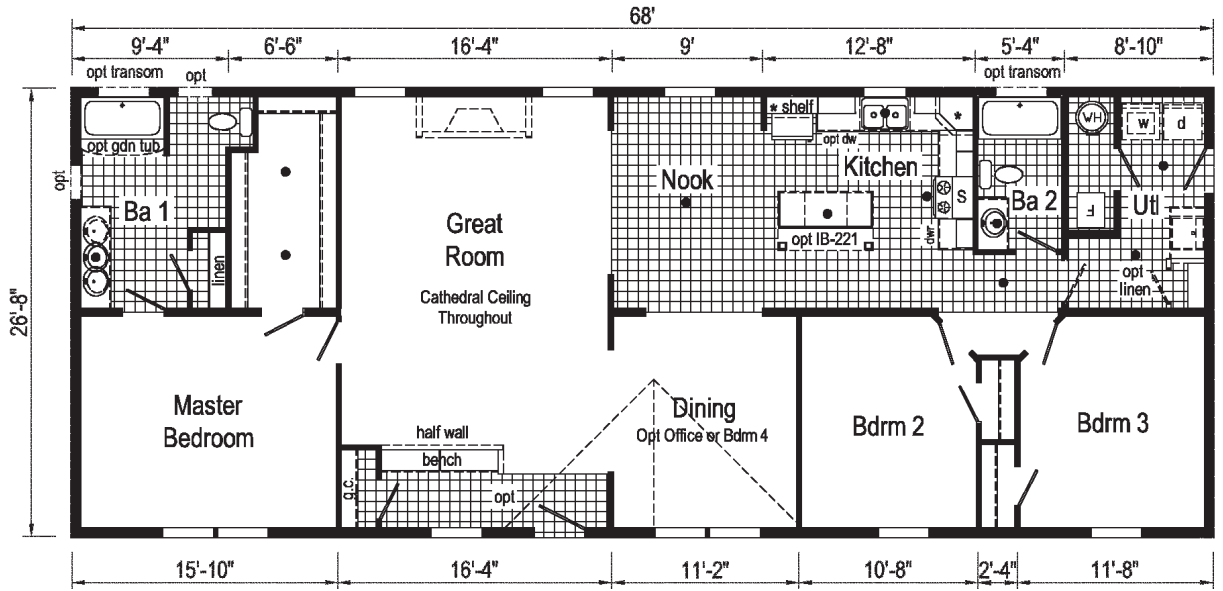 68'
9'-4"
6'-6"
16'-4"
9'
12'-8"
5'-4"
8'-10"
opt transom
opt
opt transom
* shelf
*
WH
w
d
opt gdn tub
opt dw
opt
Ba 1
Nook
Kitchen
S
Ba 2
F
Utl
Great
Room
opt IB-221
dwr
linen
opt
linen
Cathedral Ceiling
Throughout
26'-8"
Master
Bedroom
Dining
Opt Office or Bdrm 4
Bdrm 2
Bdrm 3
half wall
bench
g.c.
opt
15'-10"
16'-4"
11'-2"
10'-8"
2'-4"
11'-8"